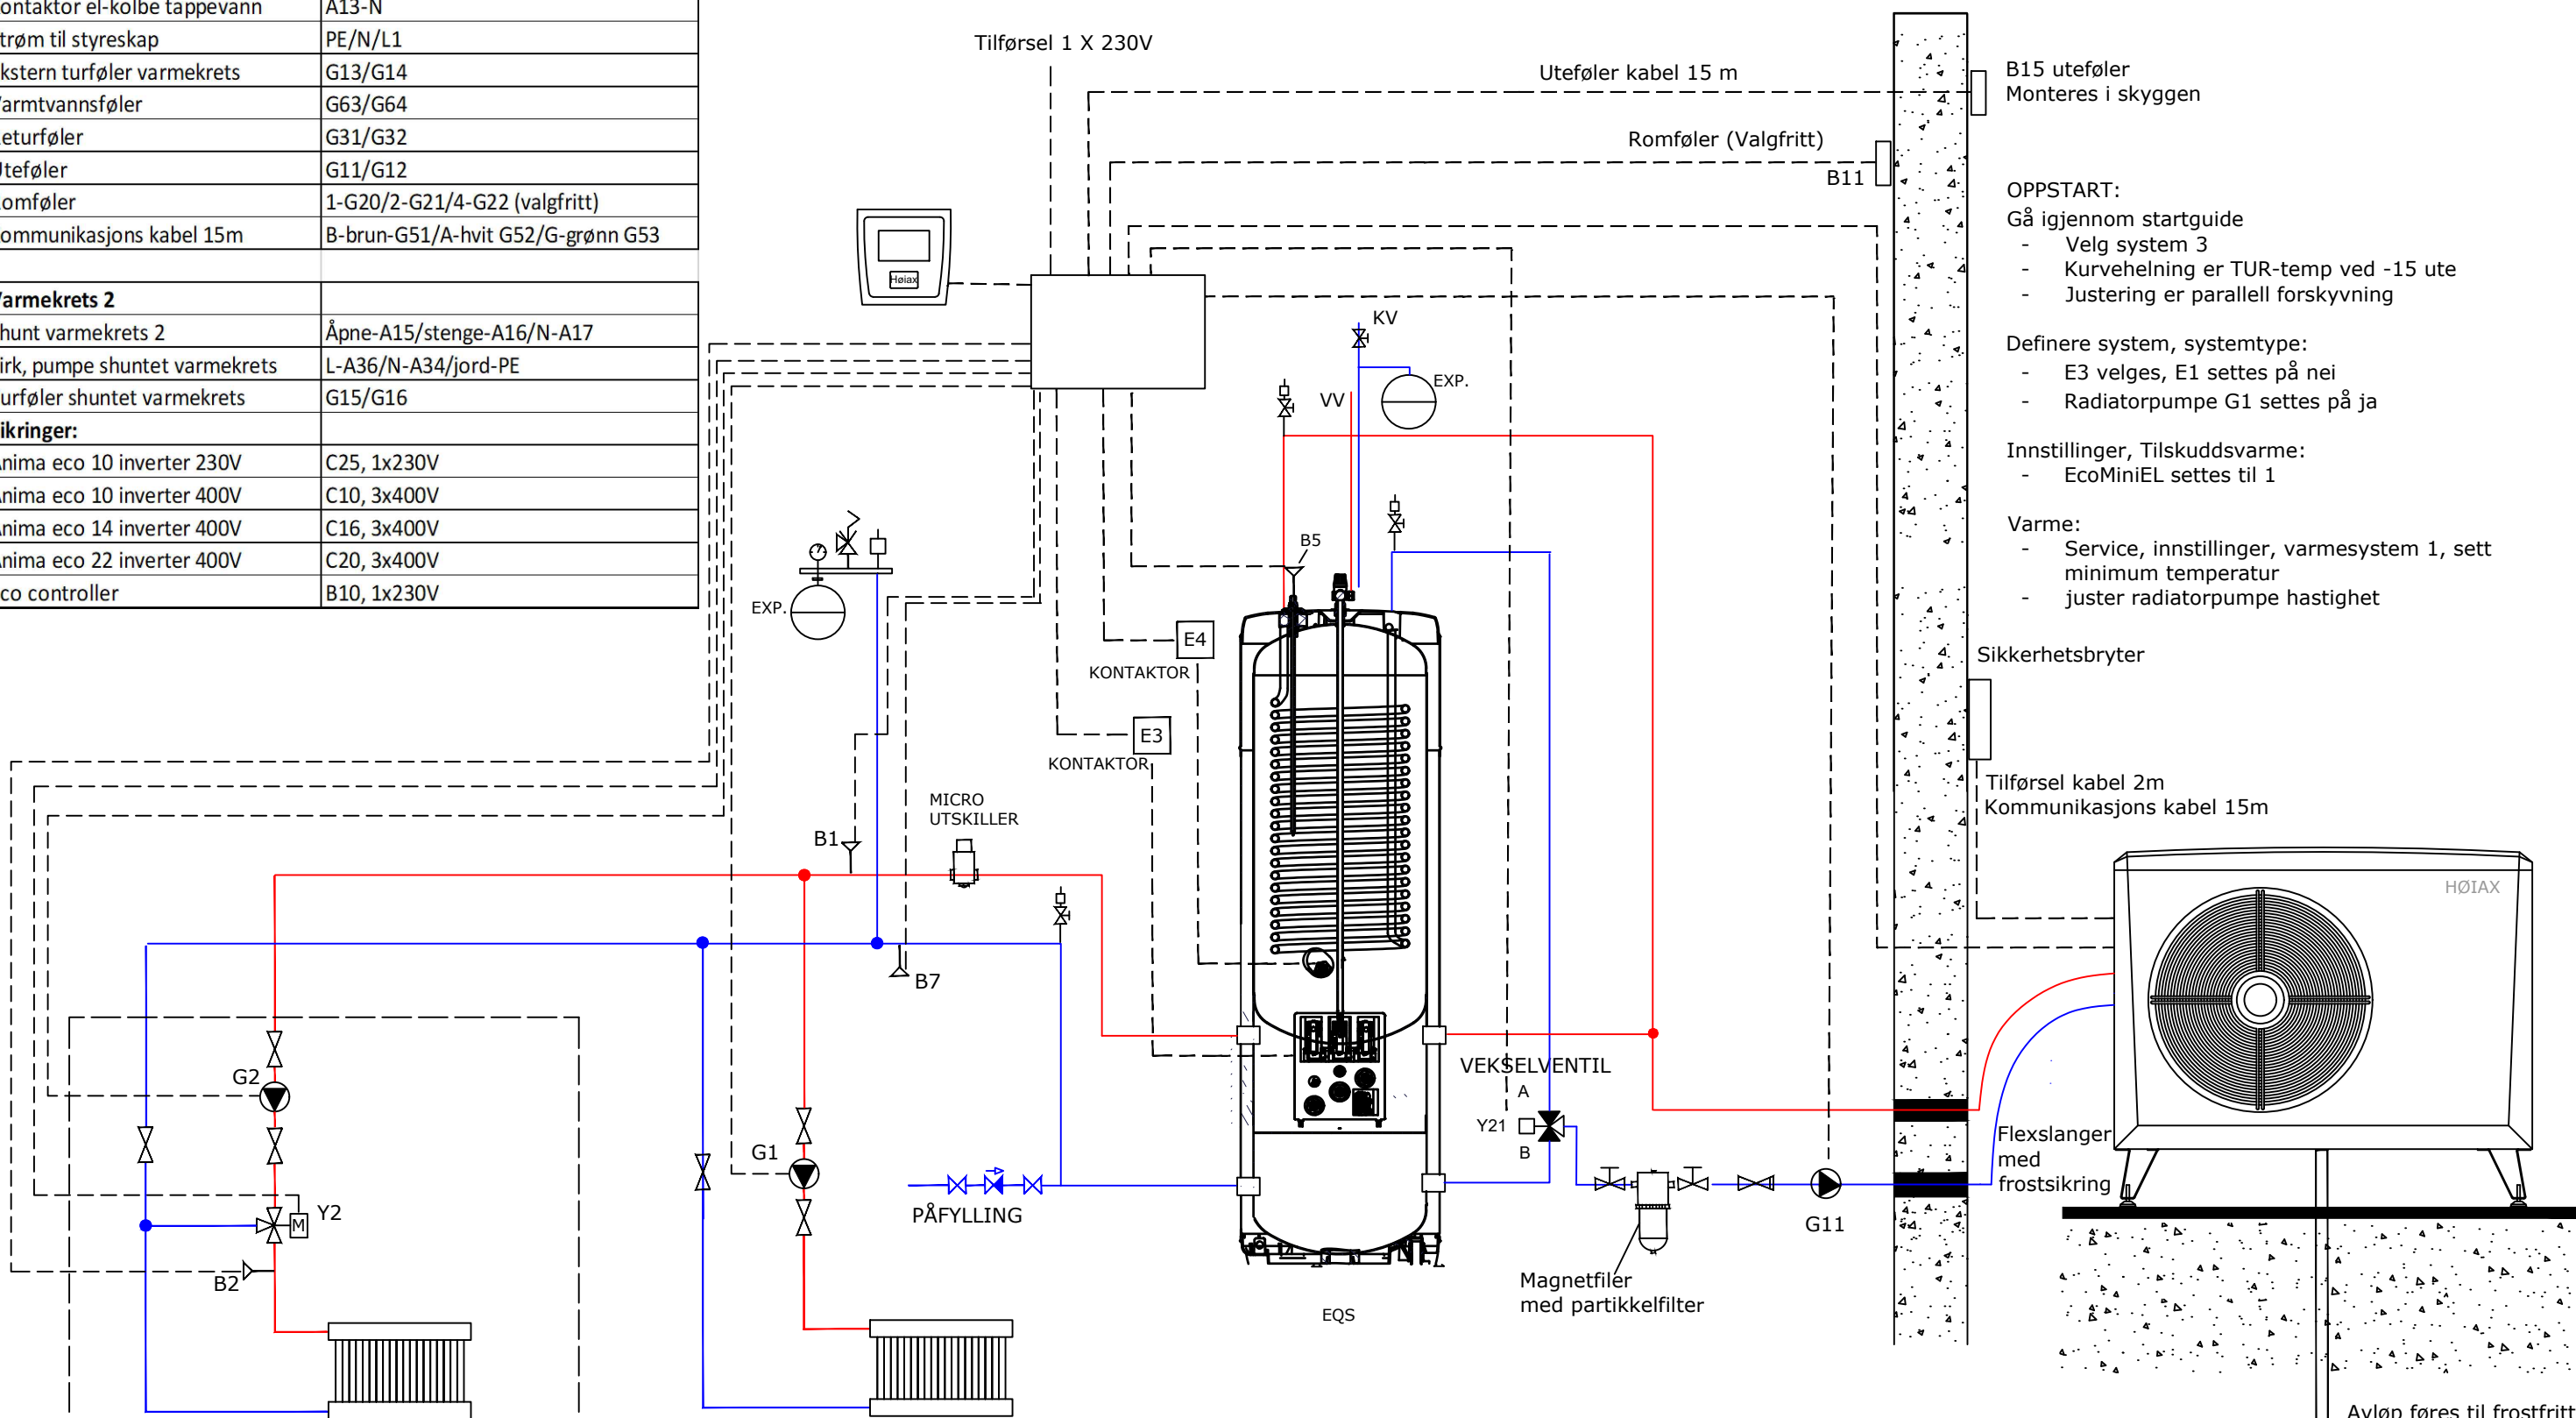 ontaktor el-kolbe tappevann A13-N
trøm til styreskap PE/N/L1
kstern turføler varmekrets G13/G14
armtvannsføler G63/G64
eturføler G31/G32
teføler G11/G12
omføler 1-G20/2-G21/4-G22 (valgfritt)
ommunikasjons kabel 15m B-brun-G51/A-hvit G52/G-grønn G53
armekrets 2
hunt varmekrets 2 Åpne-A15/stenge-A16/N-A17
irk, pumpe shuntet varmekrets L-A36/N-A34/jord-PE
urføler shuntet varmekrets G15/G16
ikringer:
nima eco 10 inverter 230V C25, 1x230V
nima eco 10 inverter 400V C10, 3x400V
nima eco 14 inverter 400V C16, 3x400V
nima eco 22 inverter 400V C20, 3x400V
co controller B10, 1x230V
Tilførsel 1 X 230V
Uteføler kabel 15 m
B15 uteføler
Monteres i skyggen
Romføler (Valgfritt)
B11
OPPSTART:
Gå igjennom startguide
- Velg system 3
- Kurvehelning er TUR-temp ved -15 ute
- Justering er parallell forskyvning
Definere system, systemtype:
- E3 velges, E1 settes på nei
- Radiatorpumpe G1 settes på ja
Innstillinger, Tilskuddsvarme:
- EcoMiniEL settes til 1
Varme:
- Service, innstillinger, varmesystem 1, sett
minimum temperatur
- juster radiatorpumpe hastighet
Høiax
KV
EXP.
VV
B5
EXP.
E4
KONTAKTOR
E3
KONTAKTOR
Sikkerhetsbryter
Tilførsel kabel 2m
Kommunikasjons kabel 15m
MICRO
UTSKILLER
B1
B7
HØIAX
G2
G1
Y2
M
B2
PÅFYLLING
VEKSELVENTIL
A
Y21
B
G11
Flexslanger
med
frostsikring
Magnetfiler
med partikkelfilter
EQS
Avløp føres til frostfritt